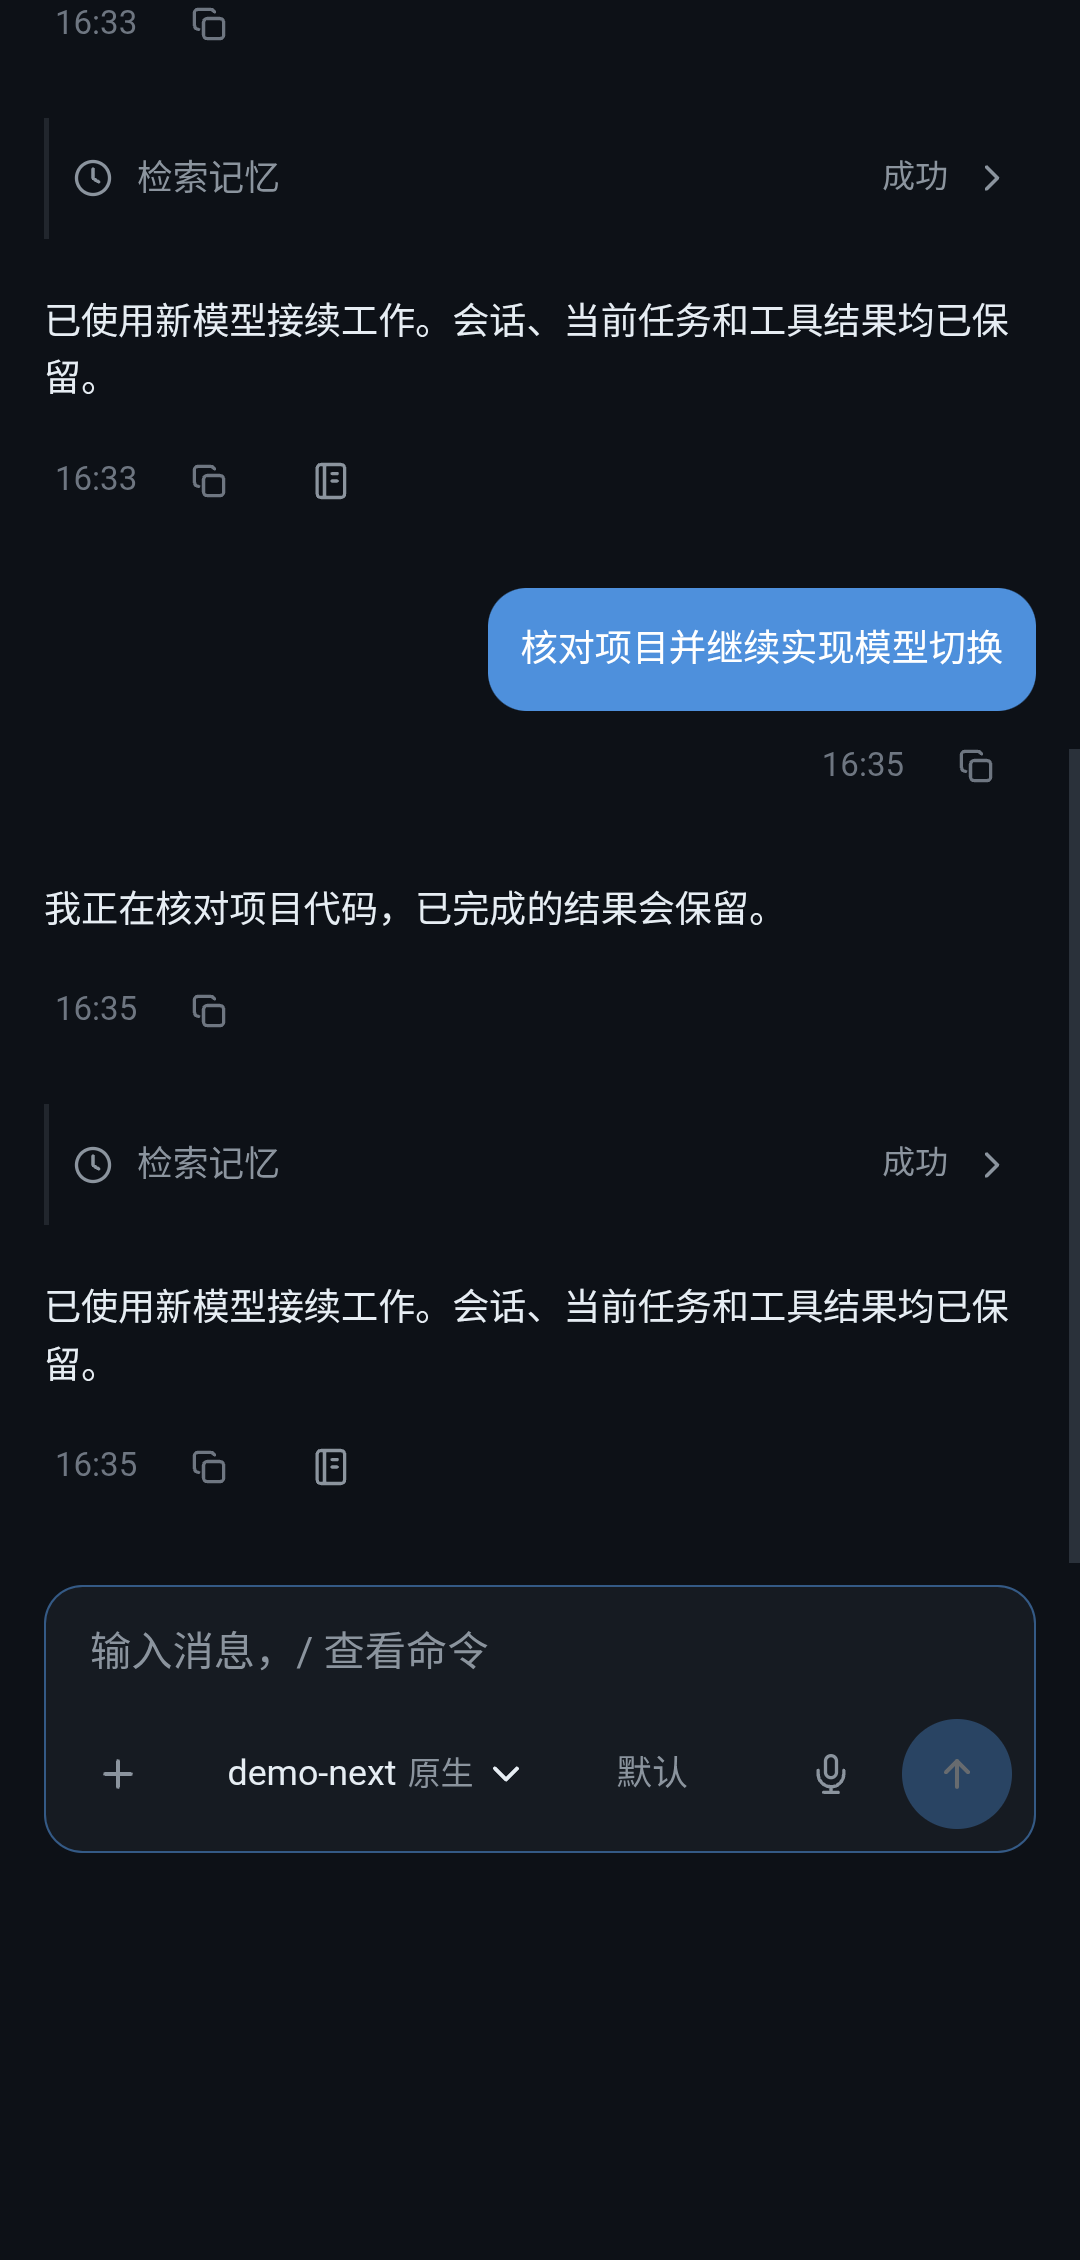 16:33
检索记忆 成功
已使用新模型接续工作。会话、当前任务和工具结果均已保
留。
16:33
核对项目并继续实现模型切换
16:35
我正在核对项目代码，已完成的结果会保留。
16:35
检索记忆 成功
已使用新模型接续工作。会话、当前任务和工具结果均已保
留。
16:35
输入消息，/ 查看命令
demo-next 原生 默认